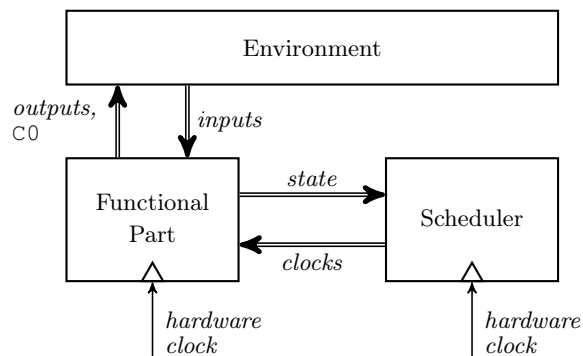 Environment
outputs,
C0
inputs
Functional
Part
state
clocks
Scheduler
hardware
clock
hardware
clock